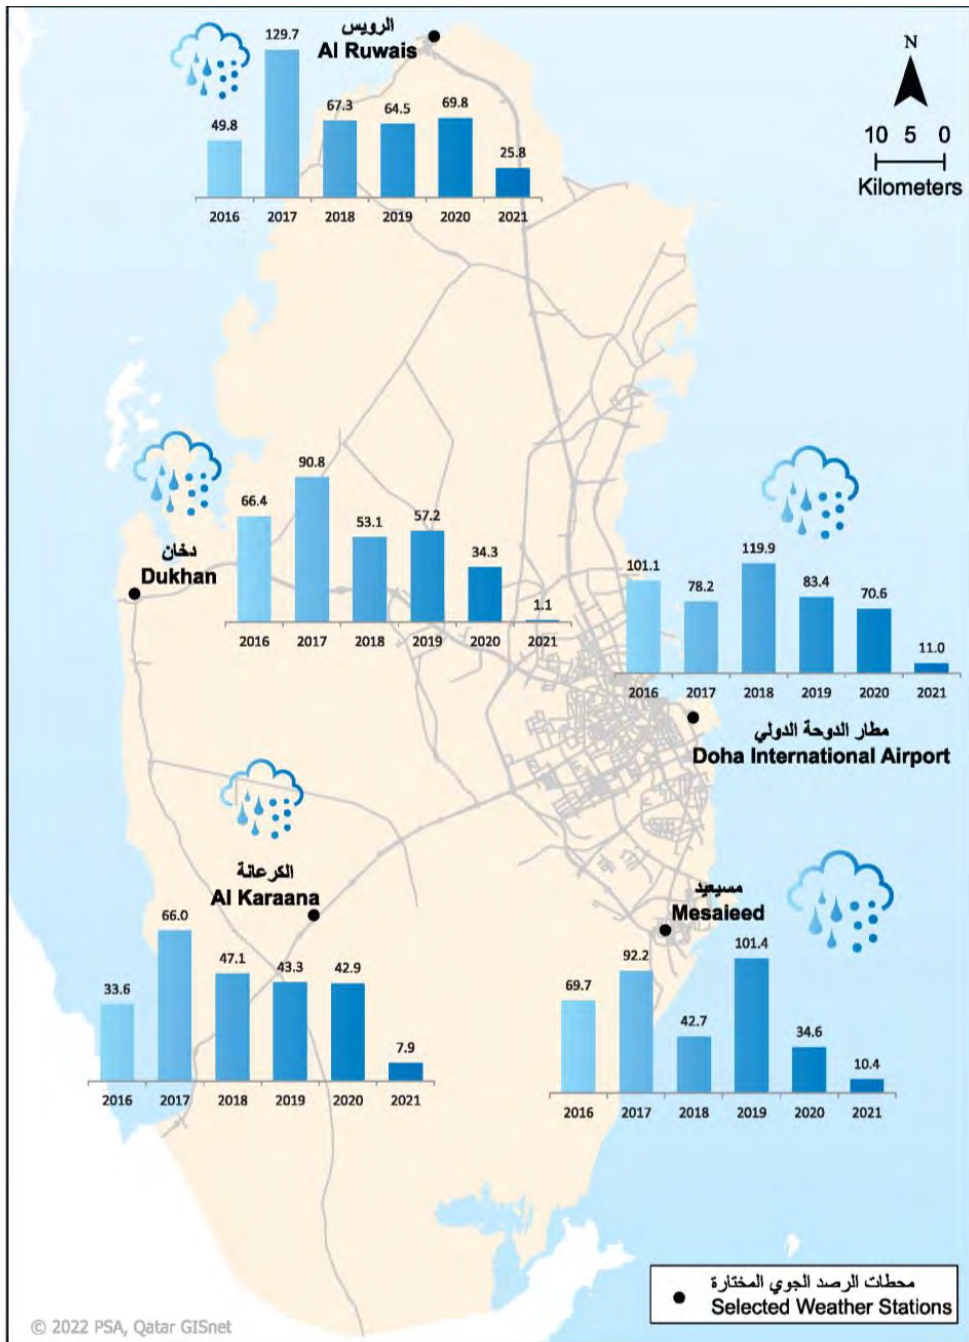 الرويس
Al Ruwais
N
10 5 0
Kilometers
129.7
49.8
67.3
64.5
69.8
25.8
2016 2017 2018 2019 2020 2021
دخان
Dukhan
66.4
90.8
53.1
57.2
34.3
1.1
2016 2017 2018 2019 2020 2021
101.1
78.2
119.9
83.4
70.6
11.0
2016 2017 2018 2019 2020 2021
مطار الدوحة الدولي
Doha International Airport
الكرعانة
Al Karaana
33.6
66.0
47.1
43.3
42.9
7.9
2016 2017 2018 2019 2020 2021
مسيعيد
Mesaieed
69.7
92.2
42.7
101.4
34.6
10.4
2016 2017 2018 2019 2020 2021
محطات الرصد الجوي المختارة
Selected Weather Stations
© 2022 PSA, Qatar GISnet